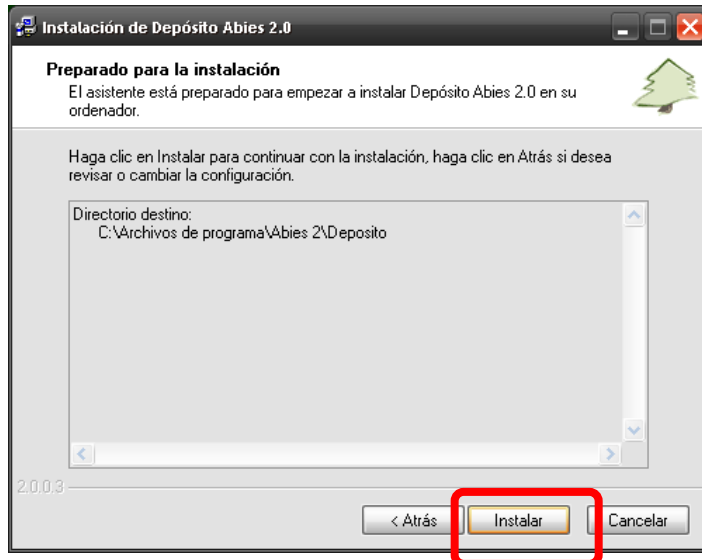 Instalación de Depósito Abies 2.0
Preparado para la instalación
El asistente está preparado para empezar a instalar Depósito Abies 2.0 en su
ordenador.
Haga clic en Instalar para continuar con la instalación, haga clic en Atrás si desea
revisar o cambiar la configuración.
Directorio destino:
C:\Archivos de programa\Abies 2\Deposito
2.0.0.3
< Atrás
Instalar
Cancelar